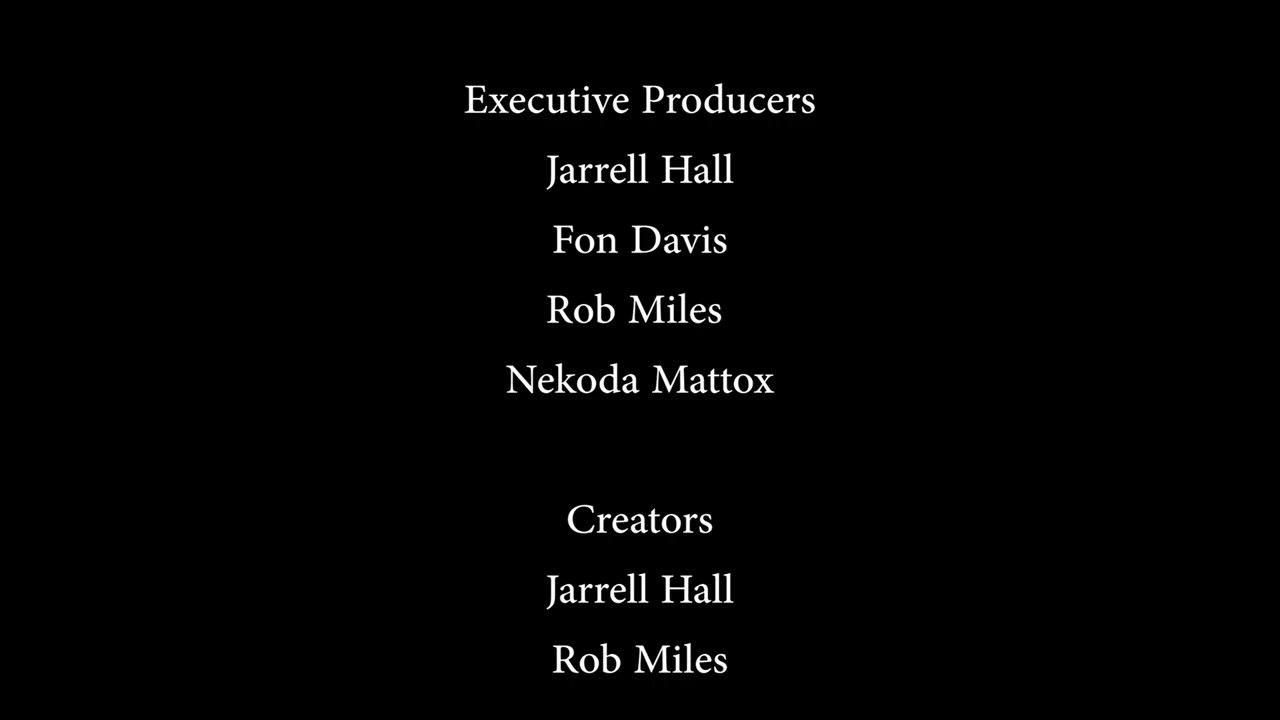 Executive Producers
Jarrell Hall
Fon Davis
Rob Miles
Nekoda Mattox
Creators
Jarrell Hall
Rob Miles